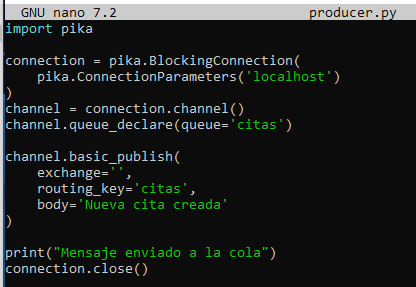 GNU nano 7.2 producer.py
import pika

connection = pika.BlockingConnection(
    pika.ConnectionParameters('localhost')
)
channel = connection.channel()
channel.queue_declare(queue='citas')

channel.basic_publish(
    exchange='',
    routing_key='citas',
    body='Nueva cita creada'
)

print("Mensaje enviado a la cola")
connection.close()